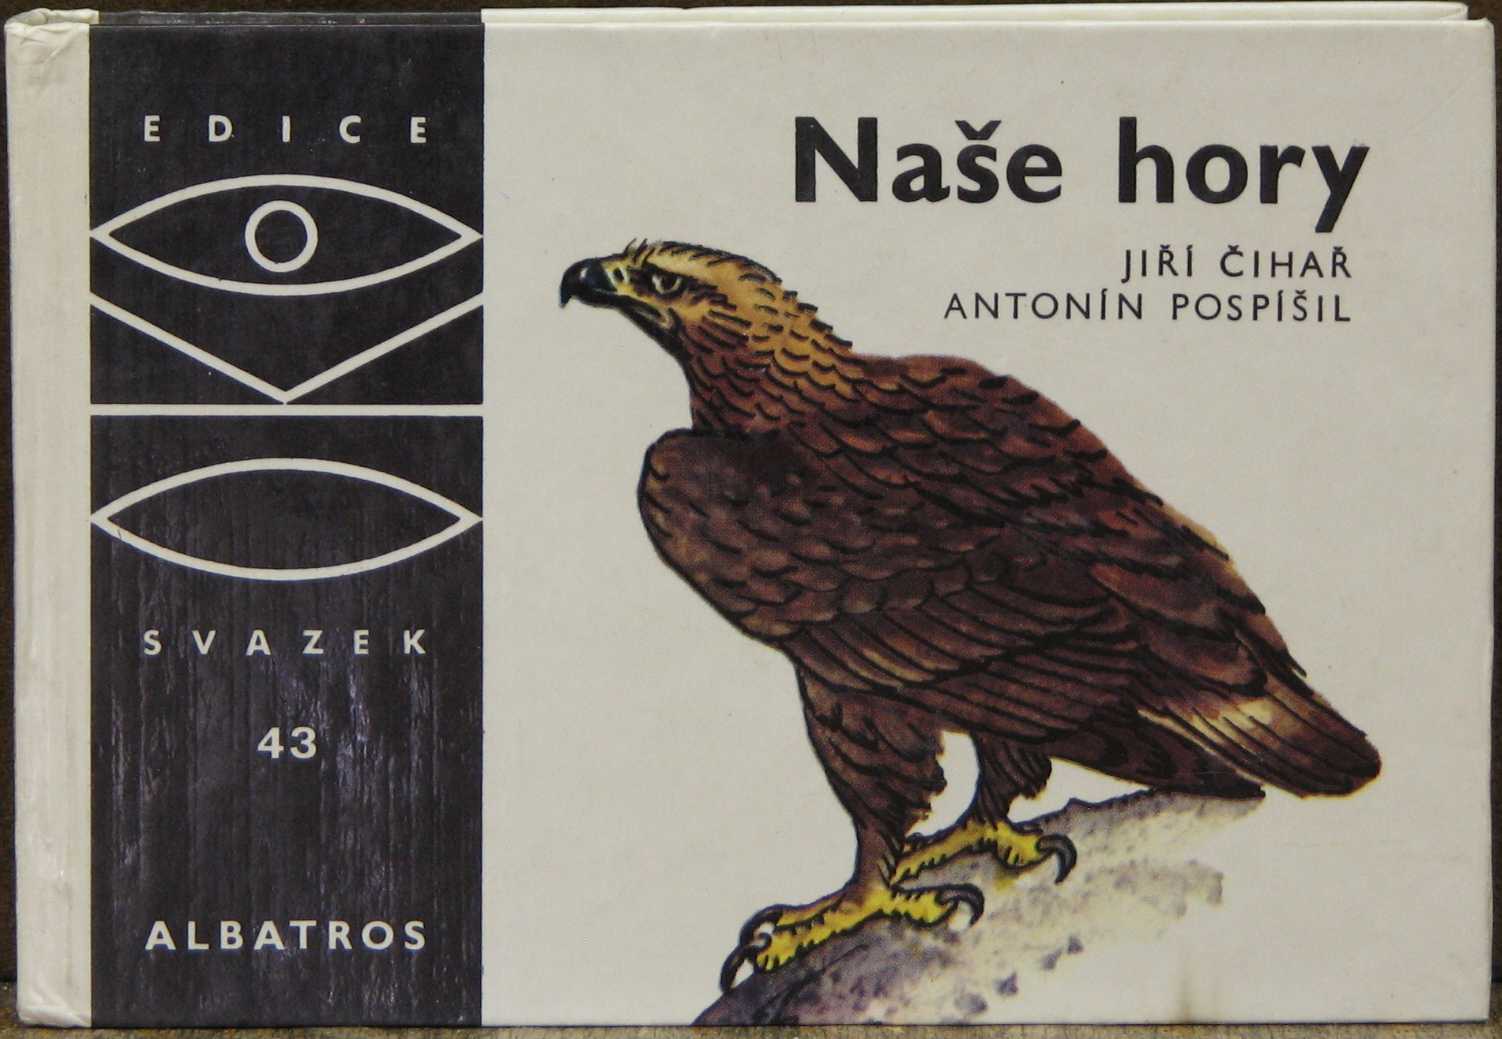 EDICE
SVAZEK
43
ALBATROS
Naše hory
JIŘÍ ČIHAŘ
ANTONÍN POSPÍŠIL